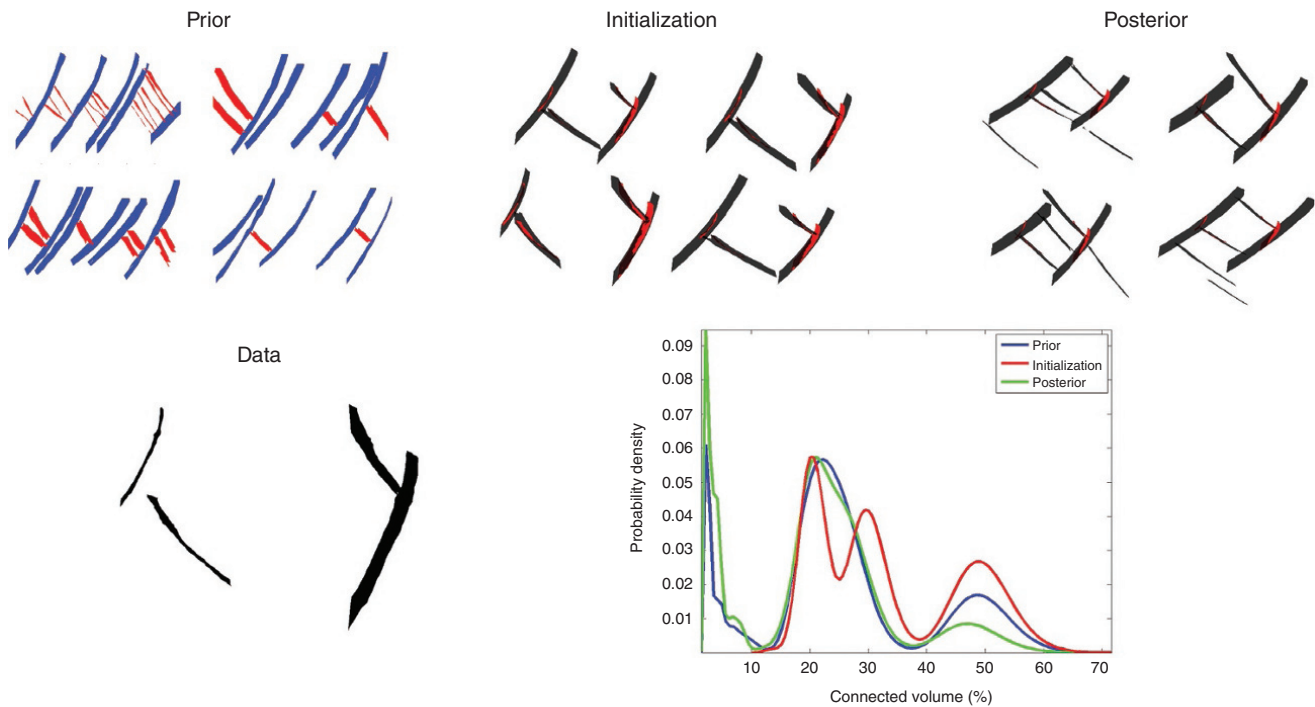 Prior
Initialization
Posterior
Data
0.09
0.08
0.07
0.06
0.05
0.04
0.03
0.02
0.01
Probability density
Prior
Initialization
Posterior
10 20 30 40 50 60 70
Connected volume (%)